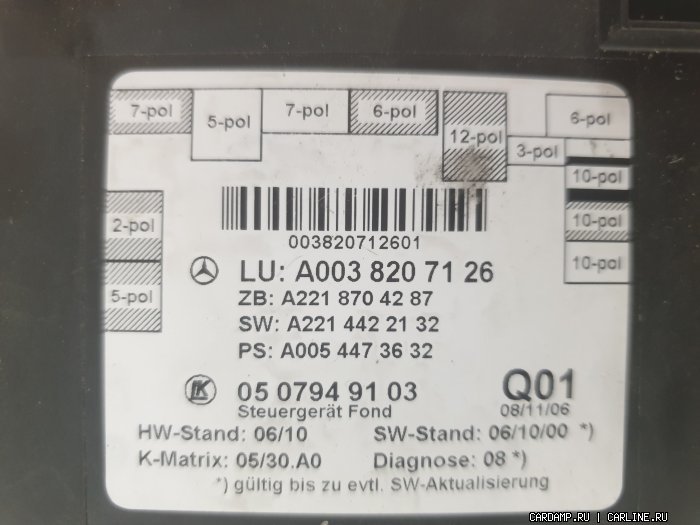 7-pol
5-pol
7-pol
6-pol
12-pol
3-pol
6-pol
10-pol
10-pol
10-pol
2-pol
5-pol
003820712601
LU: A003 820 71 26
ZB: A221 870 42 87
SW: A221 442 21 32
PS: A005 447 36 32
LK 05 0794 91 03 Q01
Steuergerät Fond 08/11/06
HW-Stand: 06/10 SW-Stand: 06/10/00 *)
K-Matrix: 05/30.A0 Diagnose: 08 *)
*) gültig bis zu evtl. SW-Aktualisierung
CARDAMP.RU | CARLINE.RU